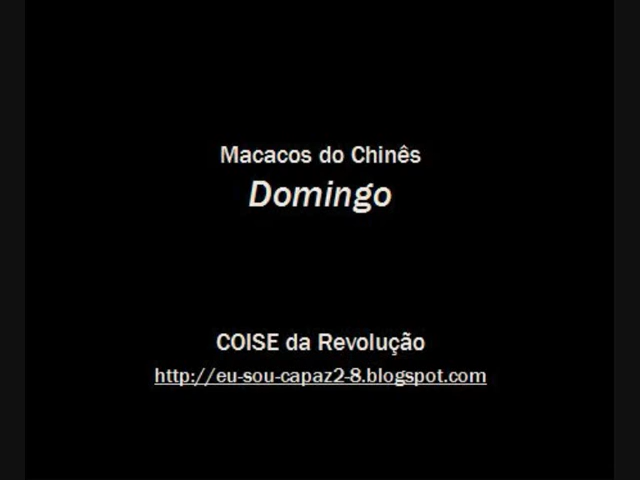 Macacos do Chinês
Domingo
COISE da Revolução
http://eu-sou-capaz2-8.blogspot.com